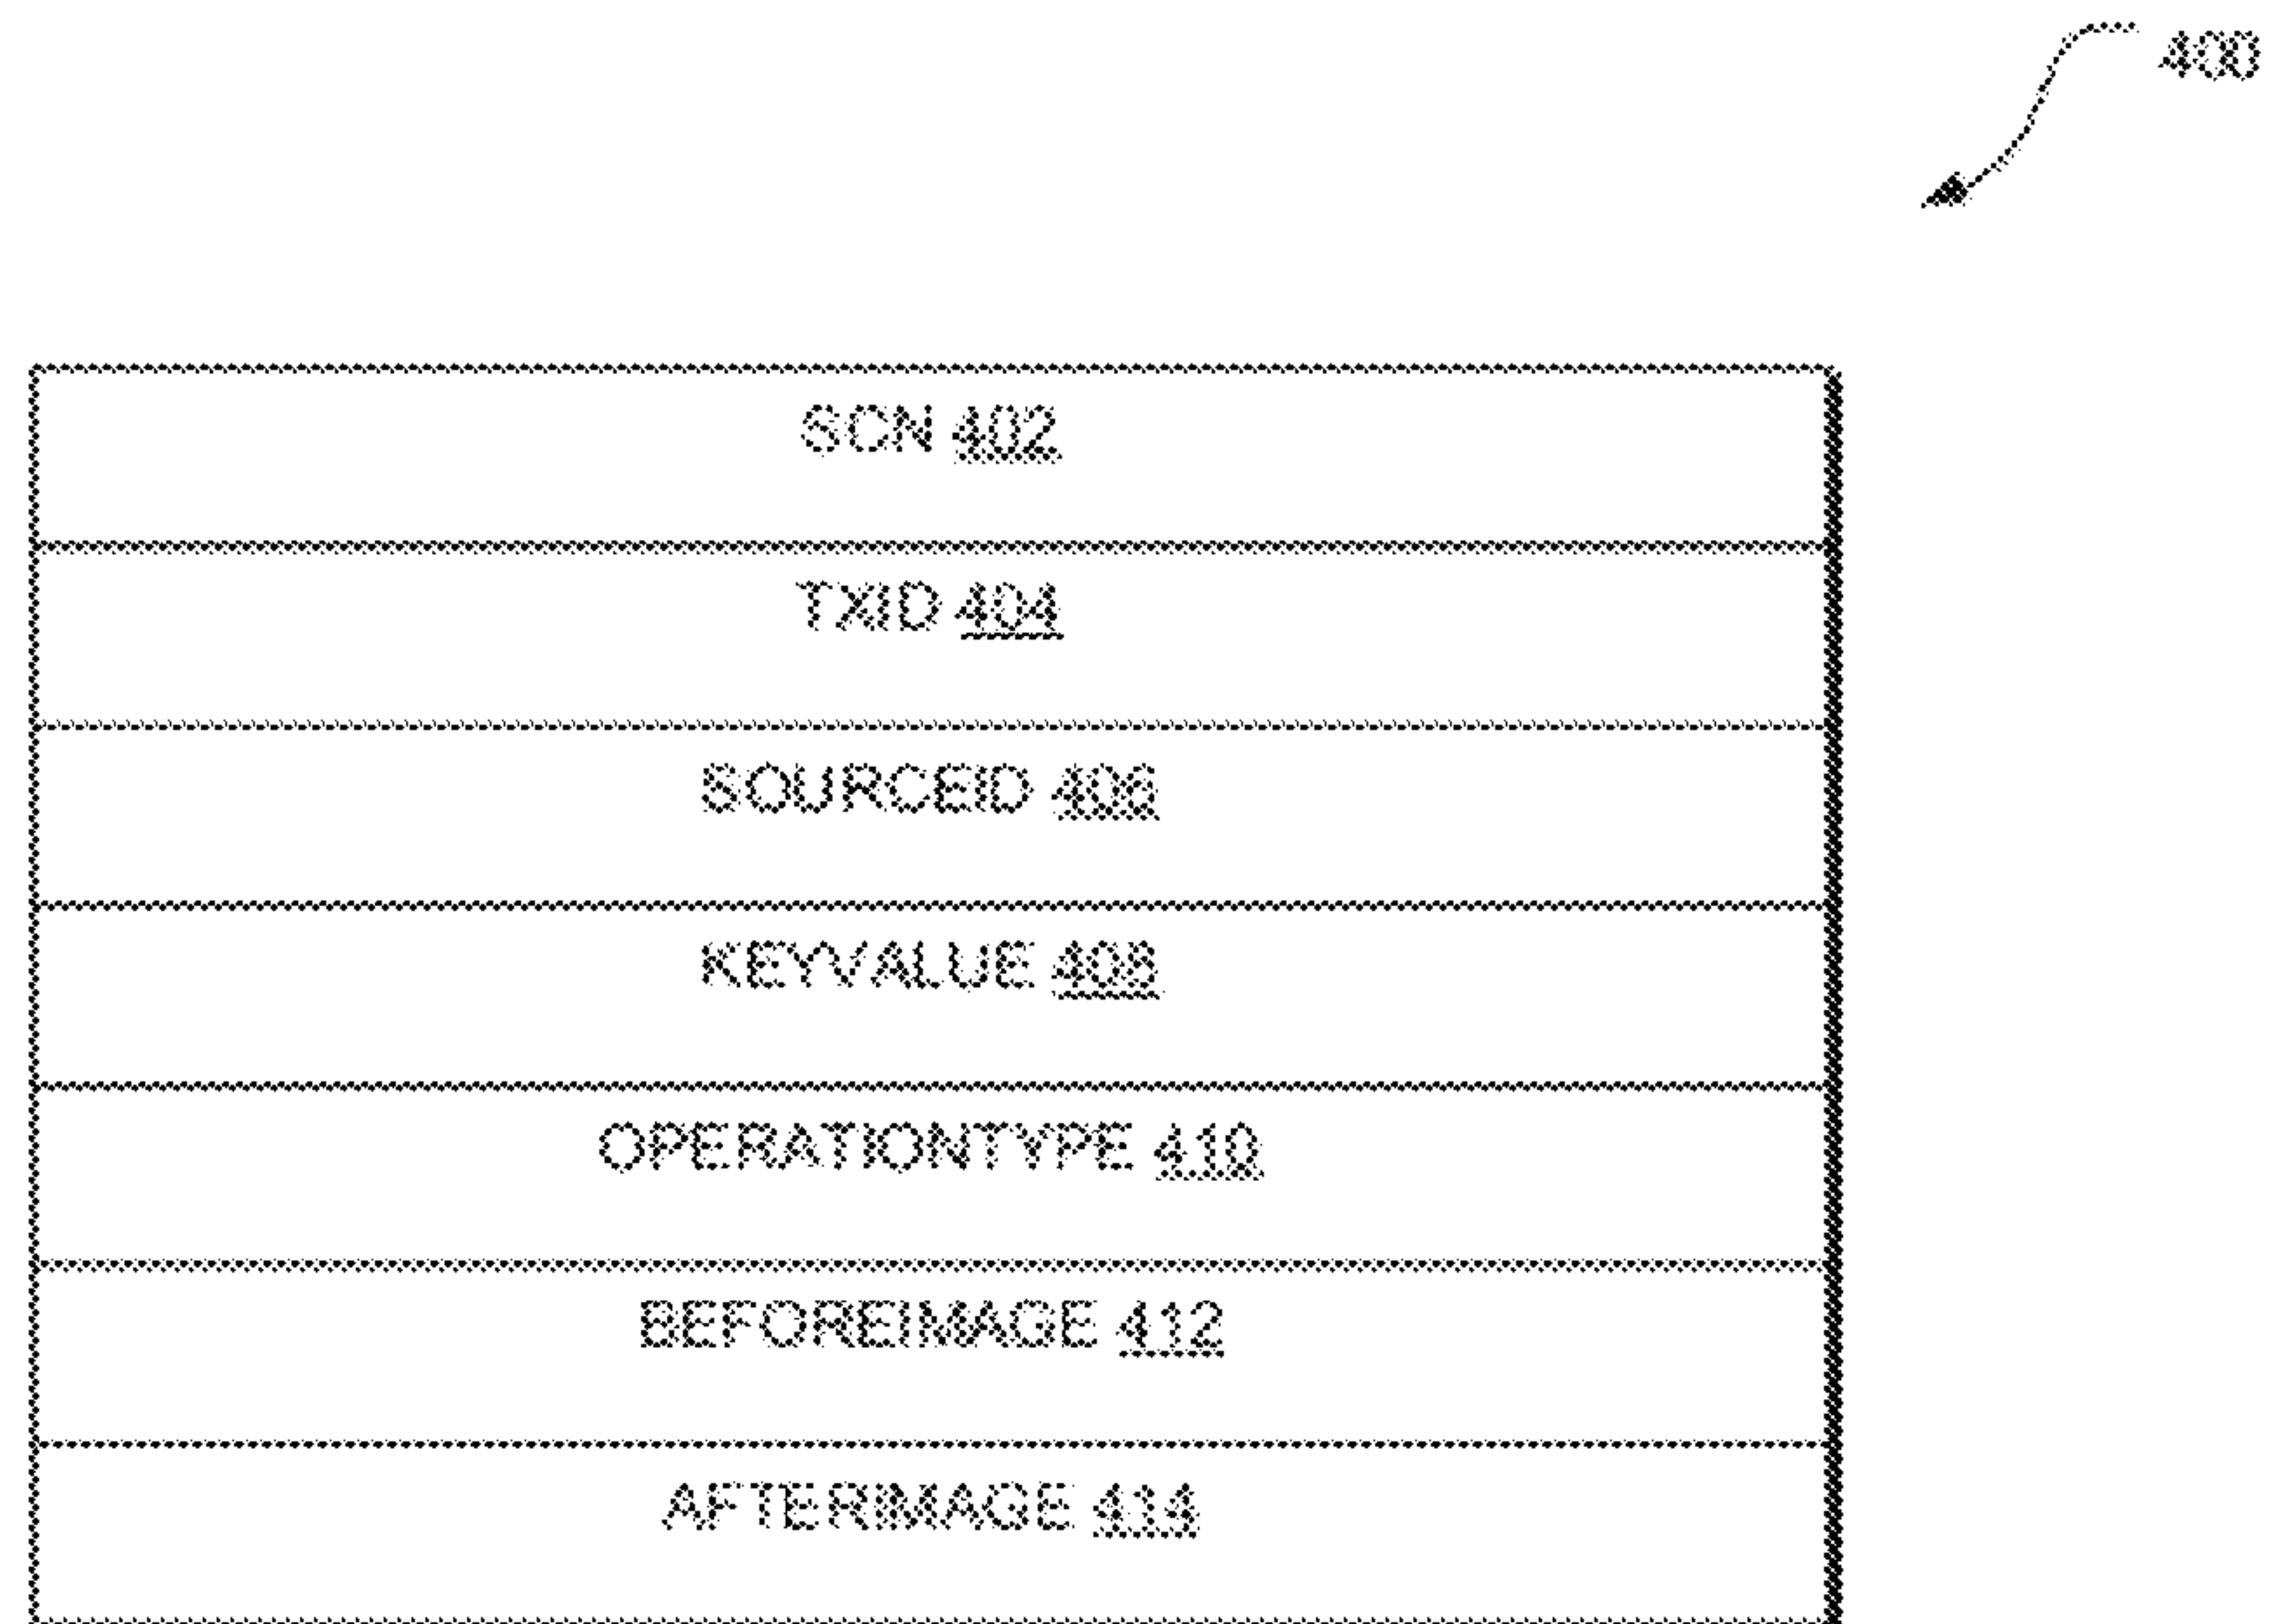 400
SCN 402
TXID 404
SOURCEID 406
KEYVALUE 408
OPERATIONTYPE 410
BEFOREIMAGE 412
AFTERIMAGE 414